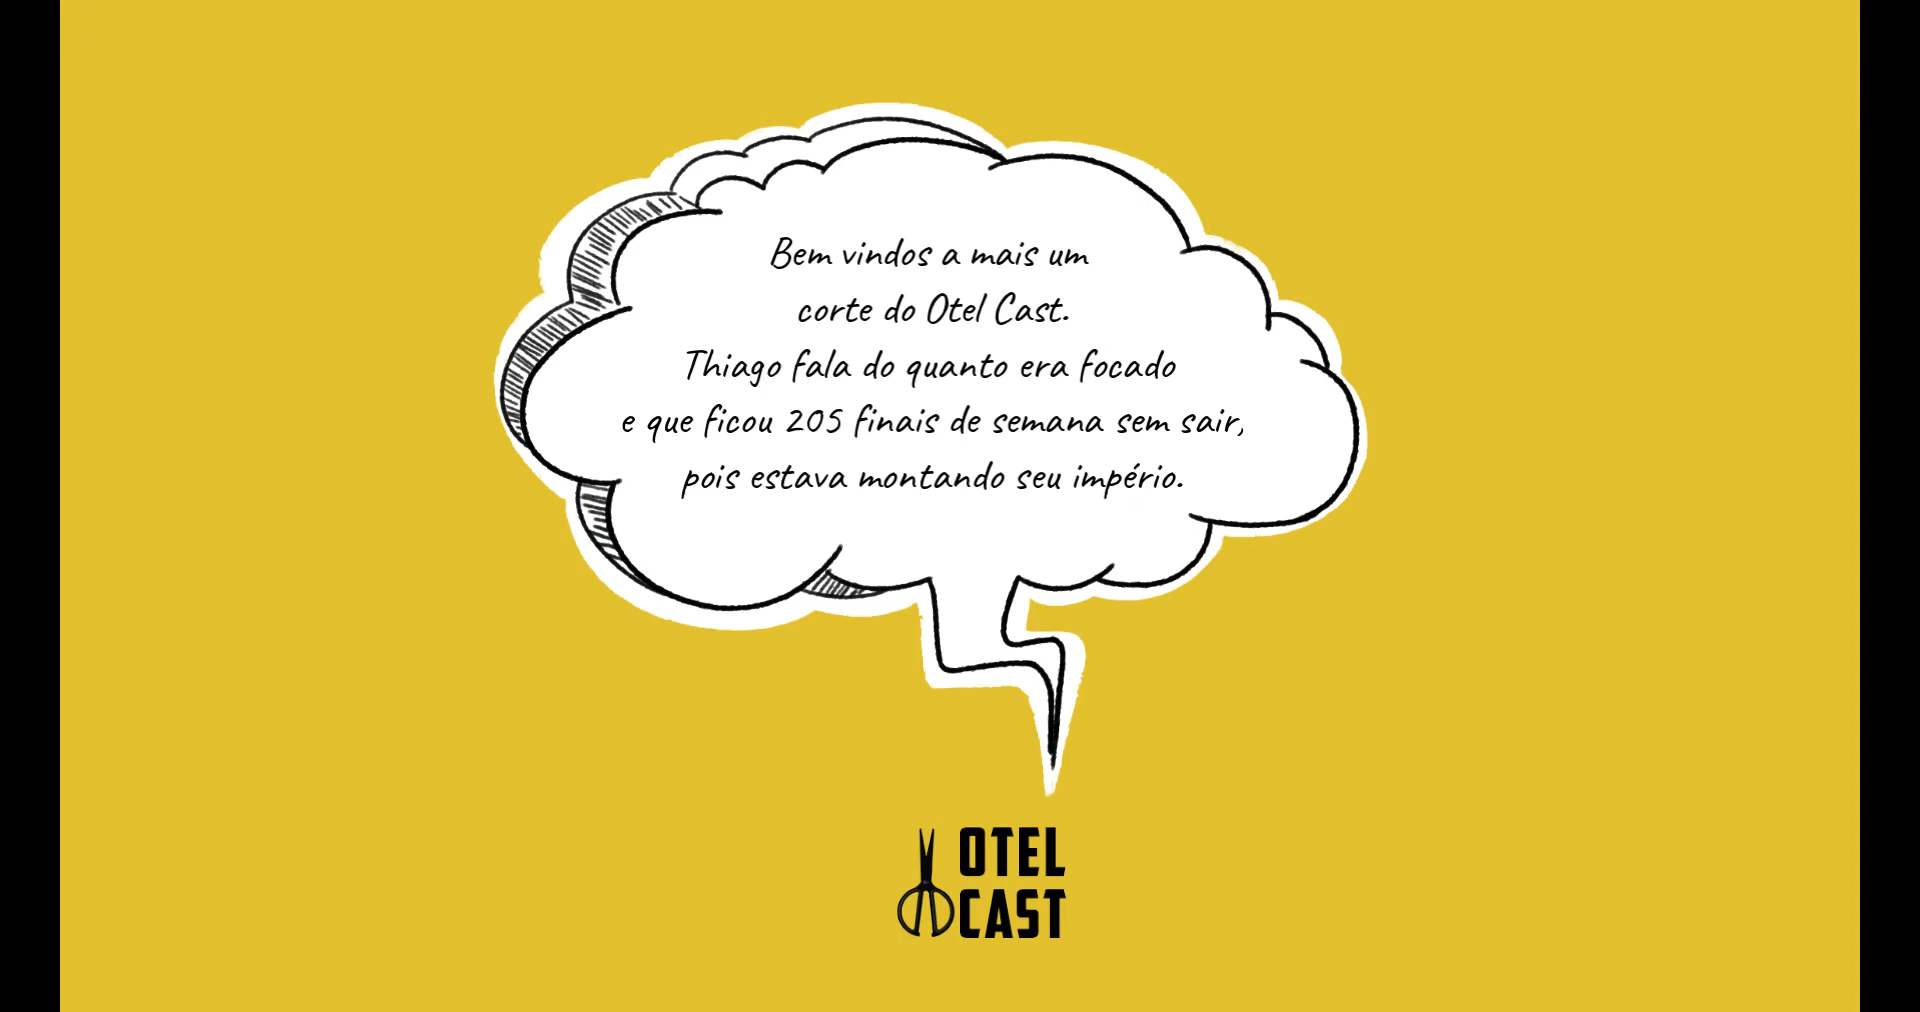 Bem vindos a mais um
corte do Otel Cast.
Thiago fala do quanto era focado
e que ficou 205 finais de semana sem sair,
pois estava montando seu império.
OTEL
CAST